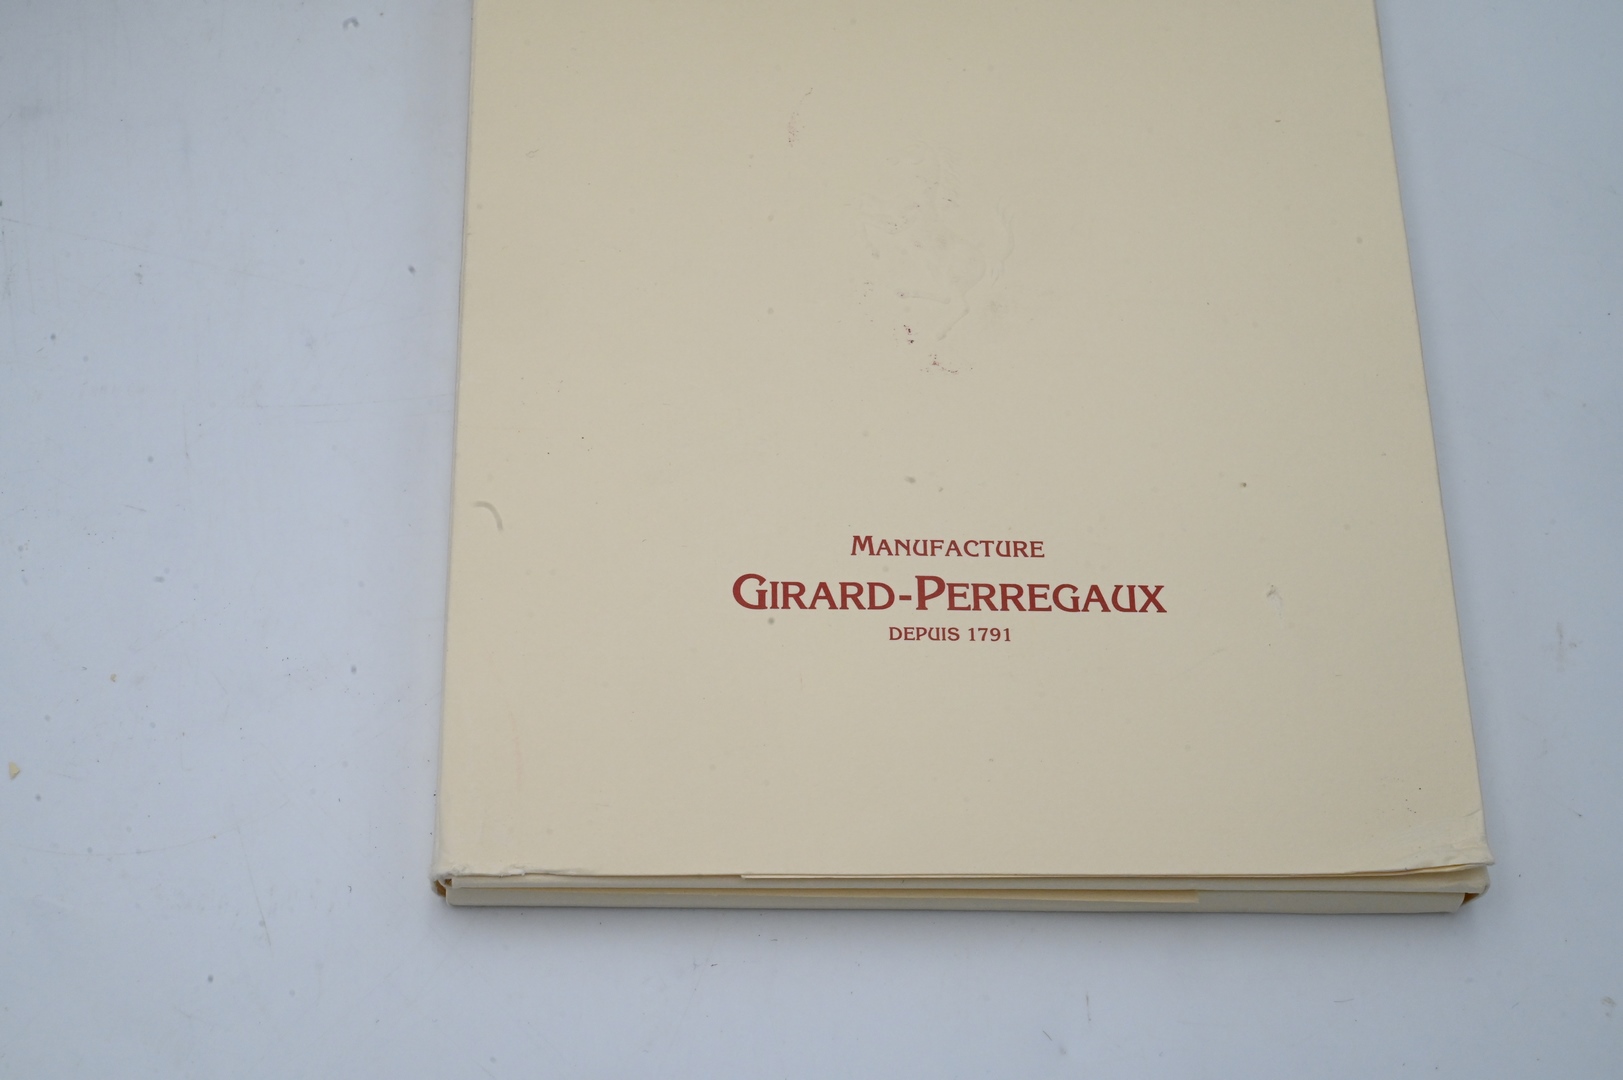 MANUFACTURE
GIRARD-PERREGAUX
DEPUIS 1791